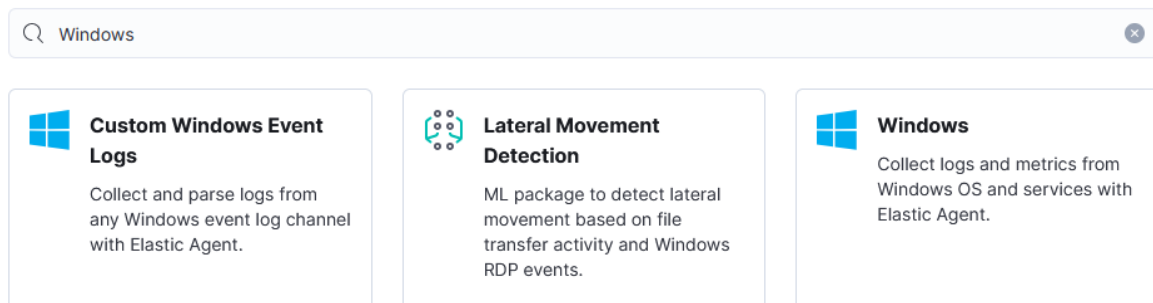 Windows
Custom Windows Event
Logs
Collect and parse logs from
any Windows event log channel
with Elastic Agent.
Lateral Movement
Detection
ML package to detect lateral
movement based on file
transfer activity and Windows
RDP events.
Windows
Collect logs and metrics from
Windows OS and services with
Elastic Agent.